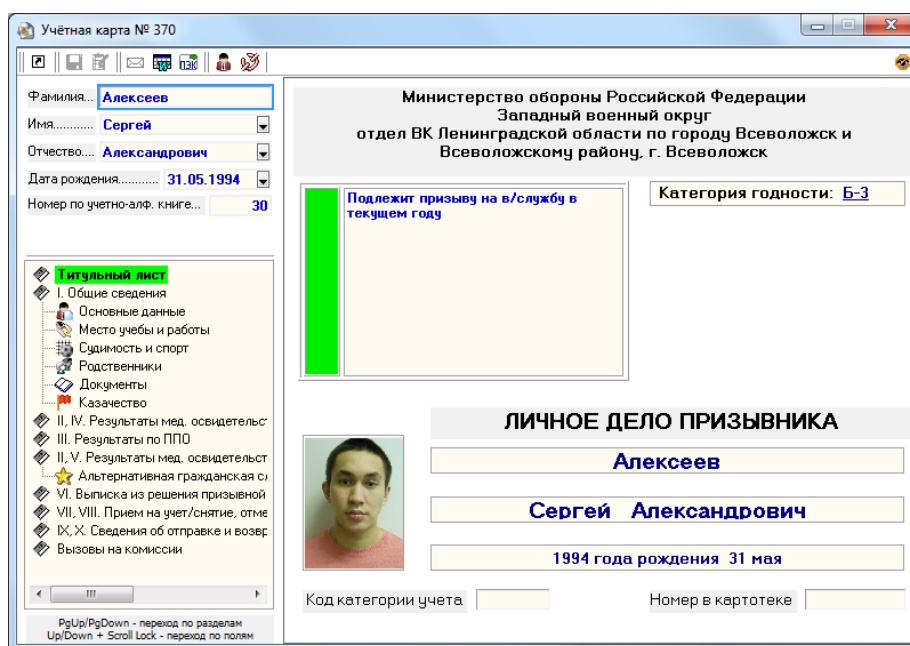 Учётная карта № 370
Фамилия... Алексеев
Имя............ Сергей
Отчество.... Александрович
Дата рождения........... 31.05.1994
Номер по учетно-алф. книге... 30
Титульный лист
I. Общие сведения
Основные данные
Место учебы и работы
Судимость и спорт
Родственники
Документы
Казачество
II, IV. Результаты мед. освидетельст
III. Результаты по ППО
II, V. Результаты мед. освидетельст
Альтернативная гражданская сл
VI. Выписка из решения призывной
VII, VIII. Прием на учет/снятие, отме
IX, X. Сведения об отправке и возвр
Вызовы на комиссии
PgUp/PgDown - переход по разделам
Up/Down + Scroll Lock - переход по полям
Министерство обороны Российской Федерации
Западный военный округ
отдел ВК Ленинградской области по городу Всеволожск и
Всеволожскому району, г. Всеволожск
Подлежит призыву на в/службу в
текущем году
Категория годности: Б-3
ЛИЧНОЕ ДЕЛО ПРИЗЫВНИКА
Алексеев
Сергей Александрович
1994 года рождения 31 мая
Код категории учета
Номер в картотеке